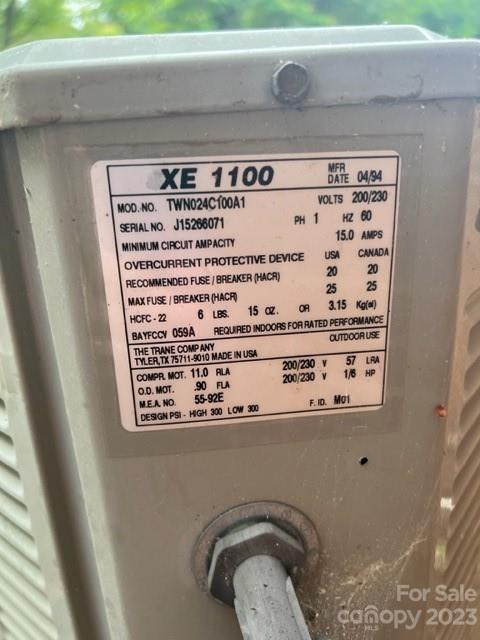 XE 1100 MFR DATE 04/94
MOD. NO. TWN024C100A1 VOLTS 200/230
SERIAL NO. J15266071 PH 1 HZ 60
MINIMUM CIRCUIT AMPACITY 15.0 AMPS
OVERCURRENT PROTECTIVE DEVICE USA CANADA
RECOMMENDED FUSE / BREAKER (HACR) 20 20
MAX FUSE / BREAKER (HACR) 25 25
HCFC - 22 6 LBS. 15 OZ. OR 3.15 Kg(si)
BAYFCCV 059A REQUIRED INDOORS FOR RATED PERFORMANCE
THE TRANE COMPANY OUTDOOR USE
TYLER, TX 75711-9010 MADE IN USA
COMPR. MOT. 11.0 RLA 200/230 V 57 LRA
O.D. MOT. .90 FLA 200/230 V 1/6 HP
M.E.A. NO. 55-92E
DESIGN PSI - HIGH 300 LOW 300 F. ID. M01
For Sale
canopy 2023
MLS